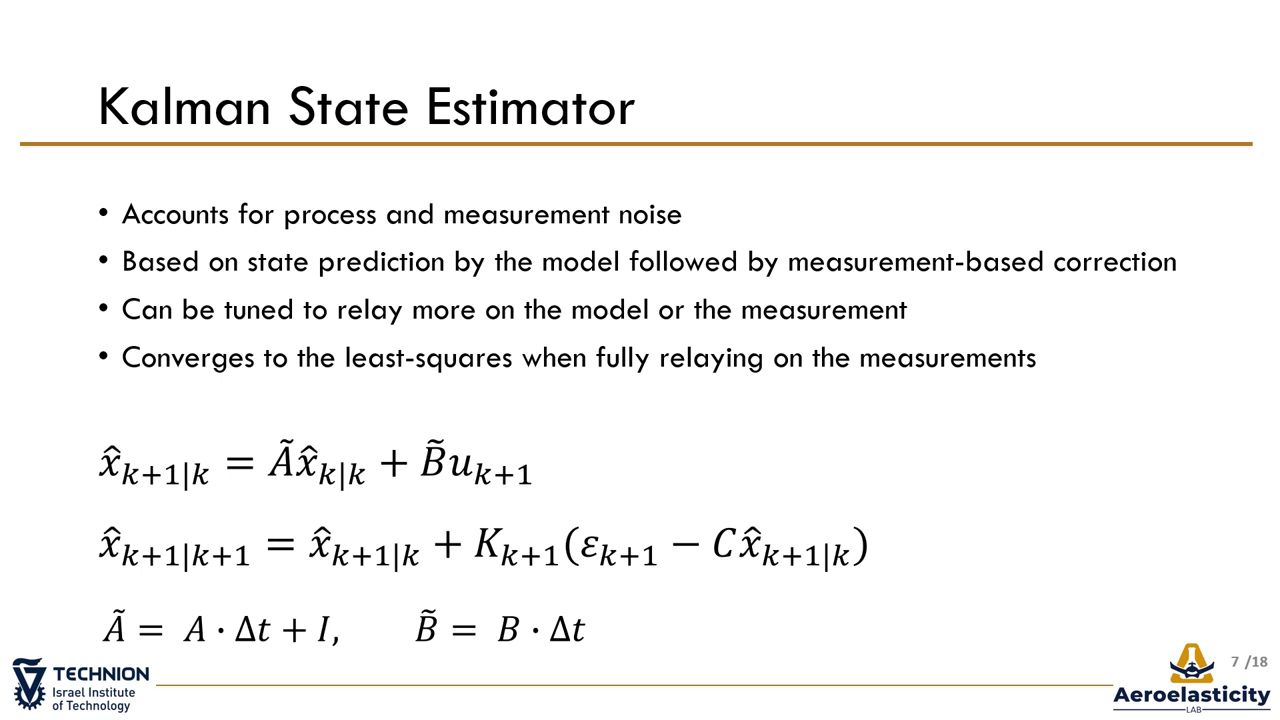 Kalman State Estimator
• Accounts for process and measurement noise
• Based on state prediction by the model followed by measurement-based correction
• Can be tuned to relay more on the model or the measurement
• Converges to the least-squares when fully relaying on the measurements
x̂_{k+1|k} = Ãx̂_{k|k} + B̃u_{k+1}
x̂_{k+1|k+1} = x̂_{k+1|k} + K_{k+1}(ε_{k+1} − Cx̂_{k+1|k})
Ã = A · Δt + I, B̃ = B · Δt
TECHNION
Israel Institute
of Technology
7 /18
Aeroelasticity
LAB